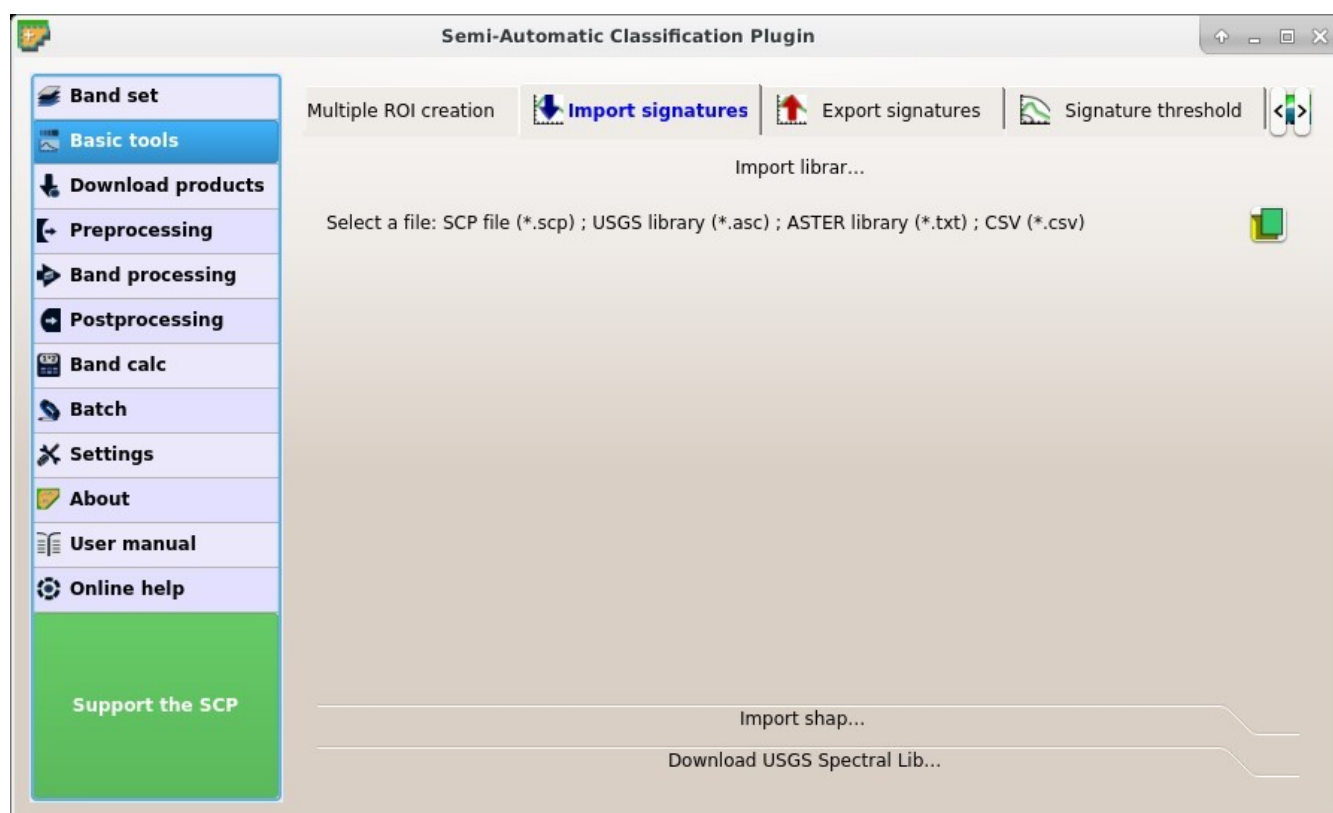 Semi-Automatic Classification Plugin
Band set
Basic tools
Download products
Preprocessing
Band processing
Postprocessing
Band calc
Batch
Settings
About
User manual
Online help
Support the SCP
Multiple ROI creation Import signatures Export signatures Signature threshold
Import librar...
Select a file: SCP file (*.scp) ; USGS library (*.asc) ; ASTER library (*.txt) ; CSV (*.csv)
Import shap...
Download USGS Spectral Lib...